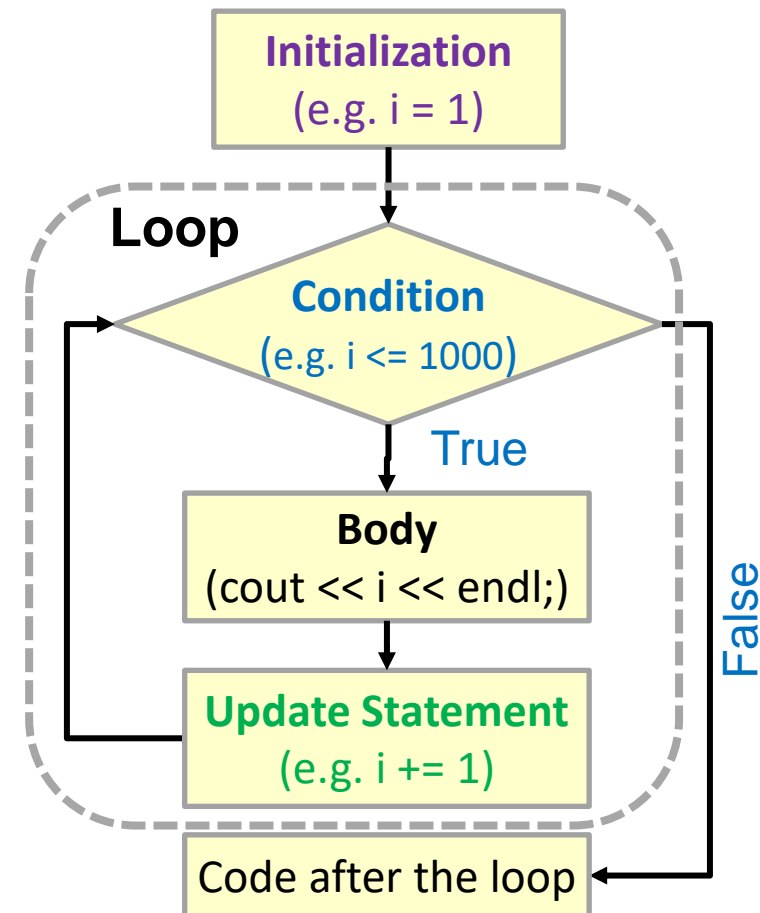 Initialization
(e.g. i = 1)
Loop
Condition
(e.g. i <= 1000)
True
Body
(cout << i << endl;)
False
Update Statement
(e.g. i += 1)
Code after the loop